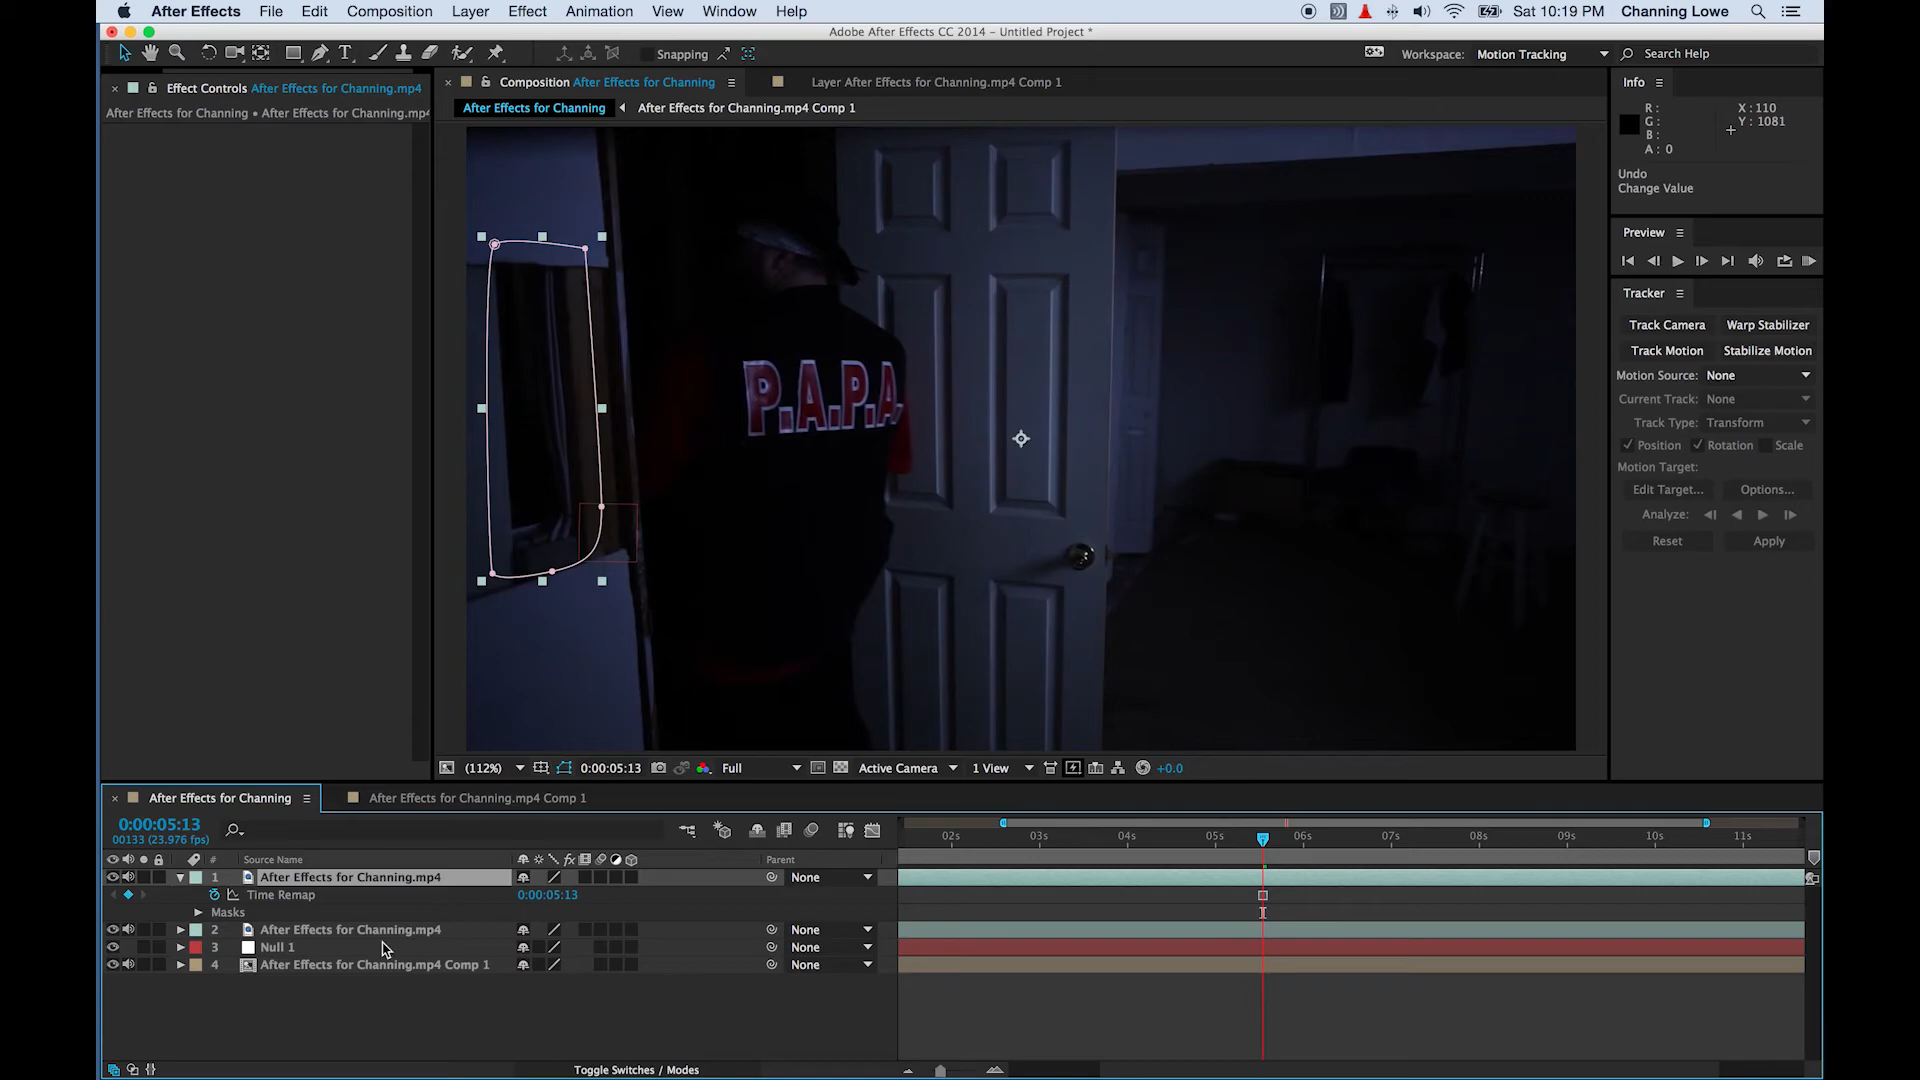 After Effects File Edit Composition Layer Effect Animation View Window Help Sat 10:19 PM Channing Lowe
Adobe After Effects CC 2014 – Untitled Project *
Snapping Workspace: Motion Tracking Search Help
Effect Controls After Effects for Channing.mp4
After Effects for Channing • After Effects for Channing.mp4
Composition After Effects for Channing
Layer After Effects for Channing.mp4 Comp 1
After Effects for Channing After Effects for Channing.mp4 Comp 1
P.A.P.A.
Info
R: X: 110
G: Y: 1081
B:
A: 0
Undo
Change Value
Preview
Tracker
Track Camera Warp Stabilizer
Track Motion Stabilize Motion
Motion Source: None
Current Track: None
Track Type: Transform
Position Rotation Scale
Motion Target:
Edit Target... Options...
Analyze:
Reset Apply
(112%) 0:00:05:13 Full Active Camera 1 View +0.0
After Effects for Channing After Effects for Channing.mp4 Comp 1
0:00:05:13
00133 (23.976 fps)
02s 03s 04s 05s 06s 07s 08s 09s 10s 11s
# Source Name fx Parent
1 After Effects for Channing.mp4 None
Time Remap 0:00:05:13
Masks
2 After Effects for Channing.mp4 None
3 Null 1 None
4 After Effects for Channing.mp4 Comp 1 None
Toggle Switches / Modes